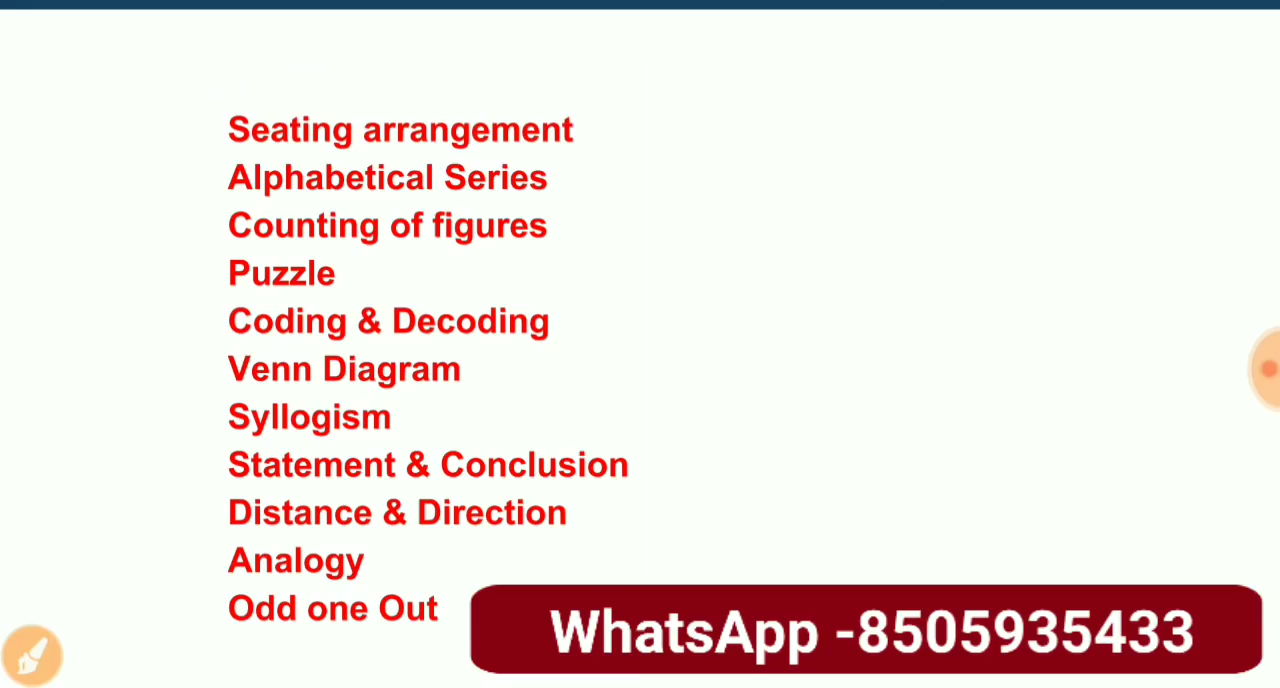 Seating arrangement
Alphabetical Series
Counting of figures
Puzzle
Coding & Decoding
Venn Diagram
Syllogism
Statement & Conclusion
Distance & Direction
Analogy
Odd one Out
WhatsApp -8505935433